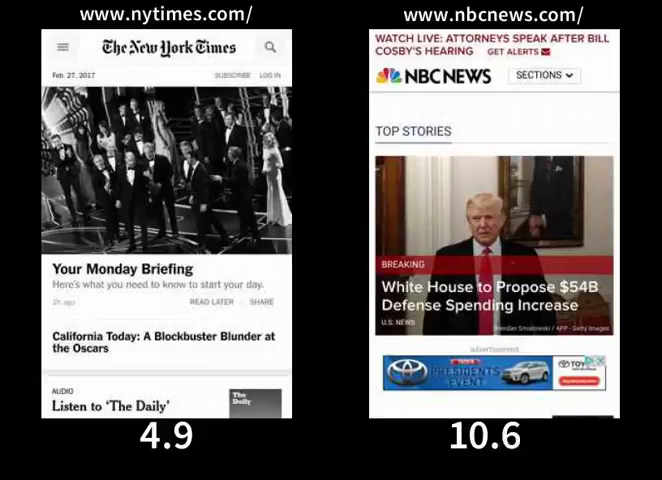 www.nytimes.com/
The New York Times
Feb. 27, 2017
SUBSCRIBE LOG IN
Your Monday Briefing
Here's what you need to know to start your day.
2h ago READ LATER SHARE
California Today: A Blockbuster Blunder at
the Oscars
AUDIO
Listen to 'The Daily'
The
Daily
4.9
www.nbcnews.com/
WATCH LIVE: ATTORNEYS SPEAK AFTER BILL
COSBY'S HEARING GET ALERTS
NBC NEWS SECTIONS
TOP STORIES
BREAKING
White House to Propose $54B
Defense Spending Increase
U.S. NEWS
Brendan Smialowski / AFP - Getty Images
advertisement
TOYOTA
PRESIDENTS
EVENT
10.6